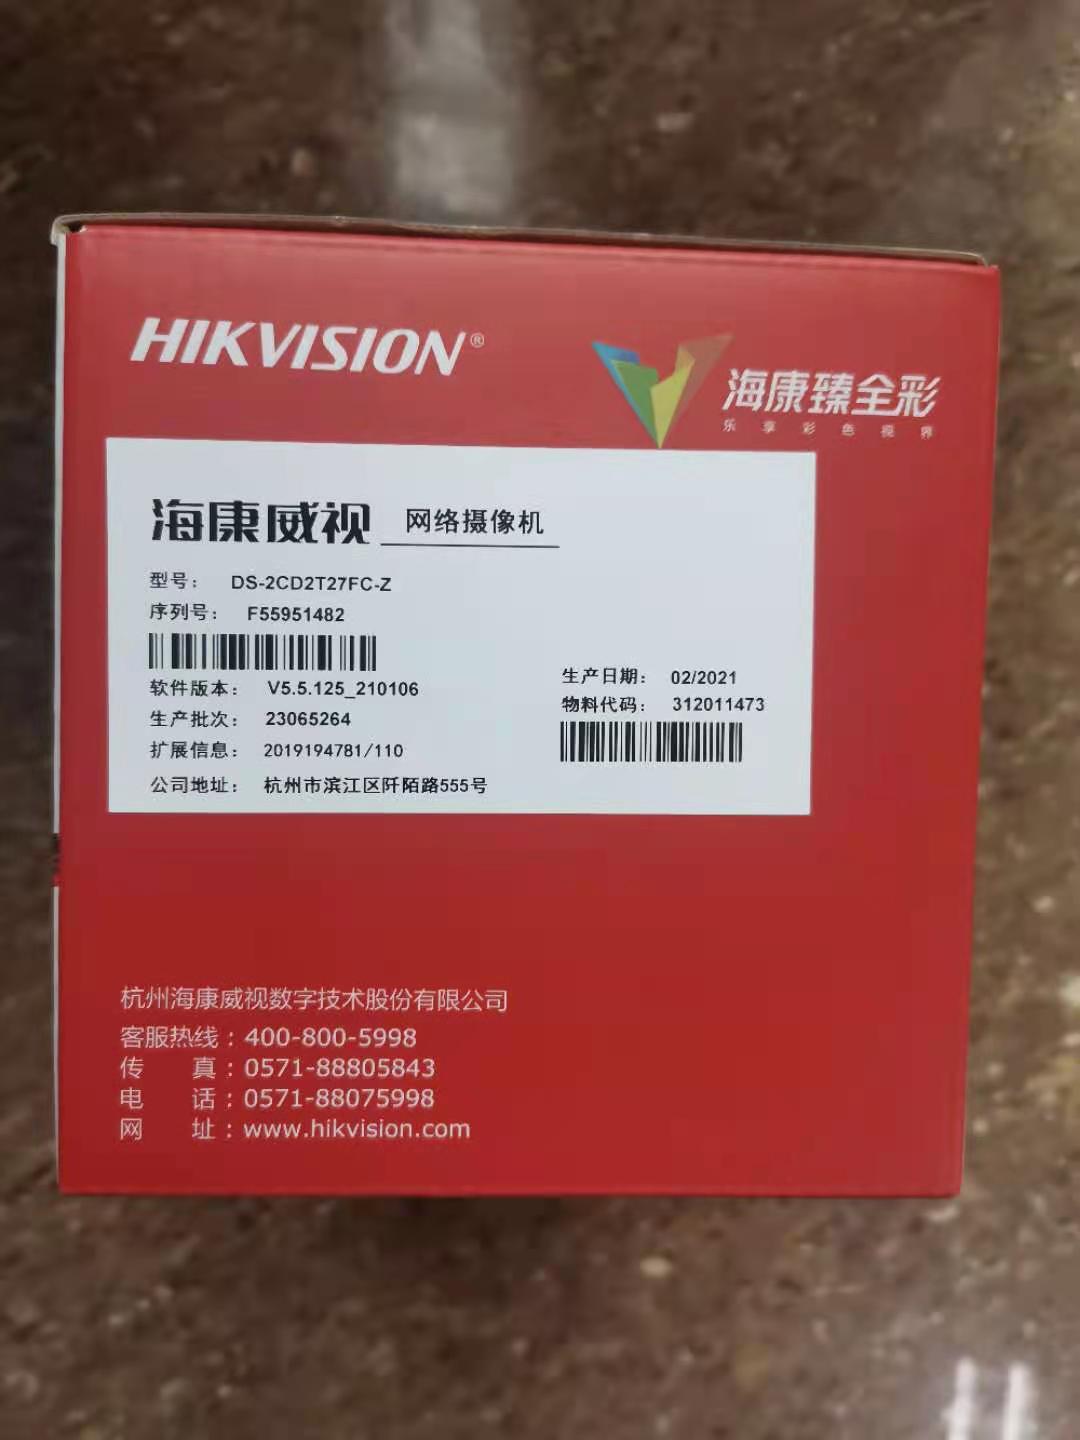 HIKVISION®
海康臻全彩
乐享彩色视界
海康威视 网络摄像机
型号： DS-2CD2T27FC-Z
序列号： F55951482
软件版本： V5.5.125_210106
生产批次： 23065264
扩展信息： 2019194781/110
公司地址： 杭州市滨江区阡陌路555号
生产日期： 02/2021
物料代码： 312011473
杭州海康威视数字技术股份有限公司
客服热线：400-800-5998
传 真：0571-88805843
电 话：0571-88075998
网 址：www.hikvision.com